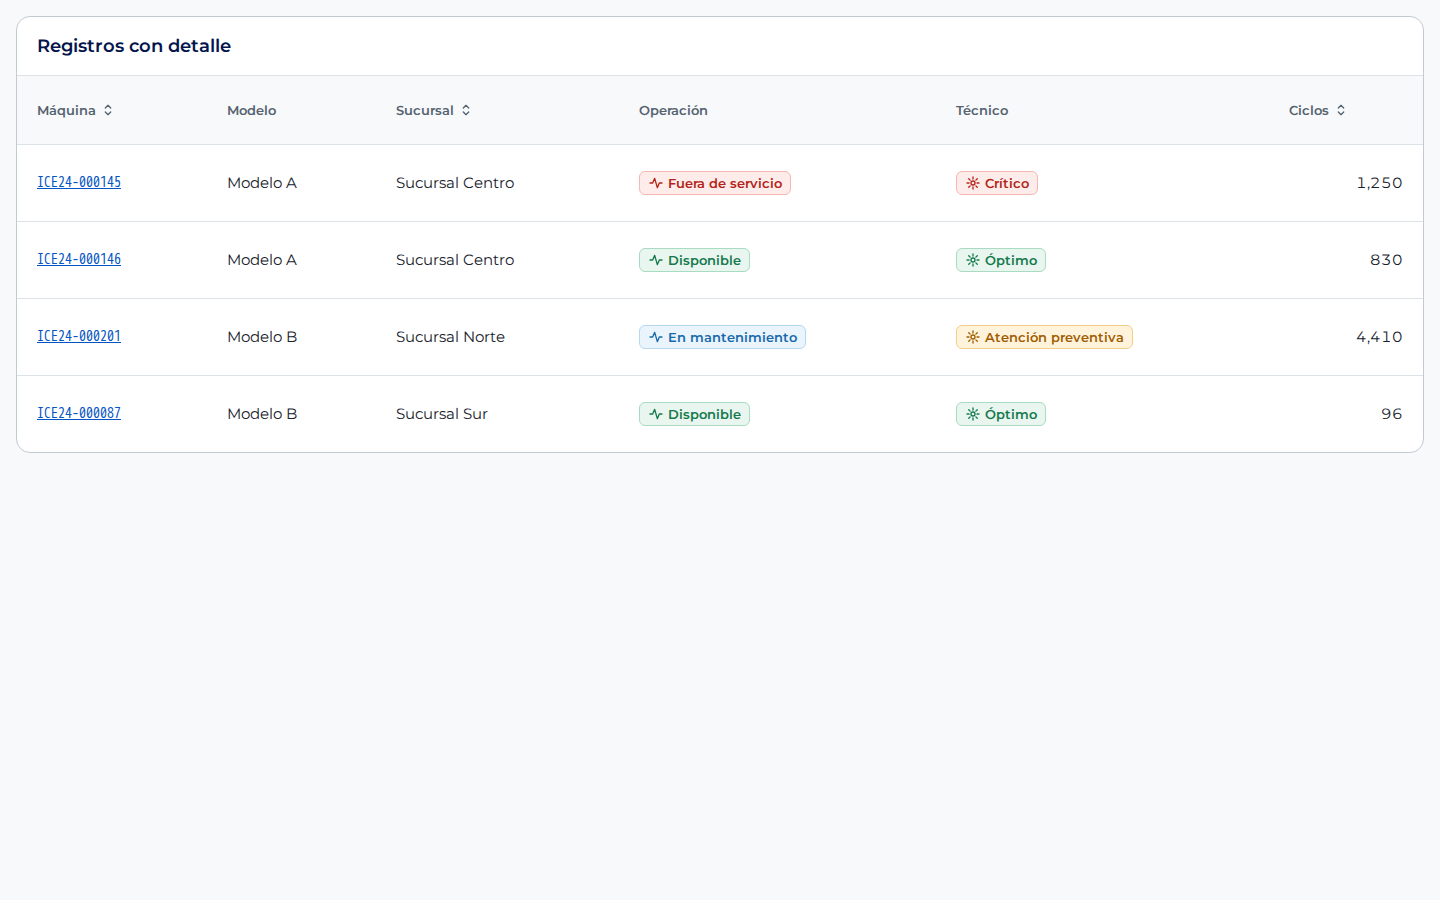 Registros con detalle
Máquina Modelo Sucursal Operación Técnico Ciclos
ICE24-000145 Modelo A Sucursal Centro Fuera de servicio Crítico 1,250
ICE24-000146 Modelo A Sucursal Centro Disponible Óptimo 830
ICE24-000201 Modelo B Sucursal Norte En mantenimiento Atención preventiva 4,410
ICE24-000087 Modelo B Sucursal Sur Disponible Óptimo 96